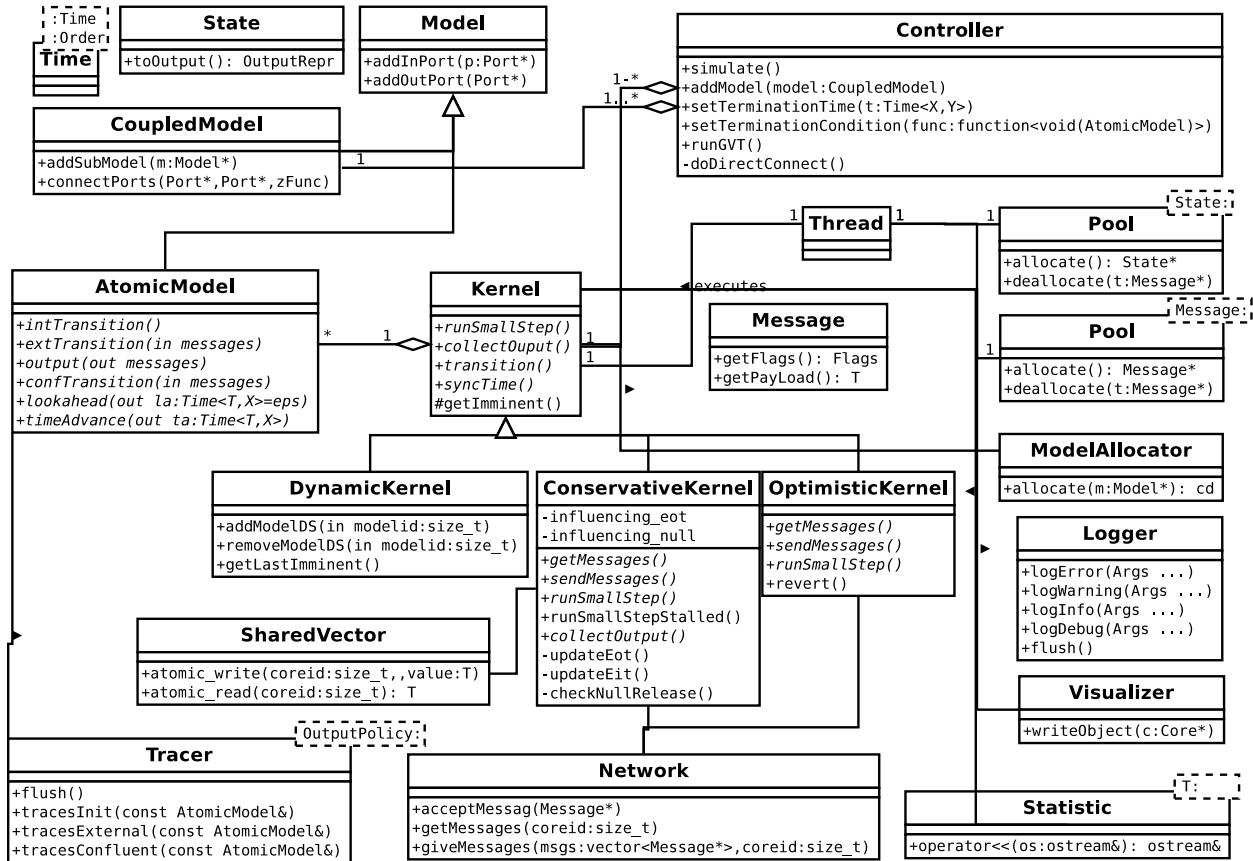 :Time
:Order
Time
State
+toOutput(): OutputRepr
Model
+addInPort(p:Port*)
+addOutPort(Port*)
Controller
+simulate()
+addModel(model:CoupledModel)
+setTerminationTime(t:Time<X,Y>)
+setTerminationCondition(func:function<void(AtomicModel)>)
+runGVT()
-doDirectConnect()
1-*
1..*
CoupledModel
+addSubModel(m:Model*)
+connectPorts(Port*,Port*,zFunc)
1
1
Thread
1
1
State:
Pool
+allocate(): State*
+deallocate(t:Message*)
AtomicModel
+intTransition()
+extTransition(in messages)
+output(out messages)
+confTransition(in messages)
+lookahead(out la:Time<T,X>=eps)
+timeAdvance(out ta:Time<T,X>)
*
1
Kernel
+runSmallStep()
+collectOuput()
+transition()
+syncTime()
#getImminent()
1
1
executes
Message
+getFlags(): Flags
+getPayLoad(): T
Message:
1
Pool
+allocate(): Message*
+deallocate(t:Message*)
ModelAllocator
+allocate(m:Model*): cd
DynamicKernel
+addModelDS(in modelid:size_t)
+removeModelDS(in modelid:size_t)
+getLastImminent()
ConservativeKernel
-influencing_eot
-influencing_null
+getMessages()
+sendMessages()
+runSmallStep()
+runSmallStepStalled()
+collectOutput()
-updateEot()
-updateEit()
-checkNullRelease()
OptimisticKernel
+getMessages()
+sendMessages()
+runSmallStep()
+revert()
Logger
+logError(Args ...)
+logWarning(Args ...)
+logInfo(Args ...)
+logDebug(Args ...)
+flush()
SharedVector
+atomic_write(coreid:size_t,,value:T)
+atomic_read(coreid:size_t): T
Visualizer
+writeObject(c:Core*)
OutputPolicy:
Tracer
+flush()
+tracesInit(const AtomicModel&)
+tracesExternal(const AtomicModel&)
+tracesConfluent(const AtomicModel&)
Network
+acceptMessag(Message*)
+getMessages(coreid:size_t)
+giveMessages(msgs:vector<Message*>,coreid:size_t)
T:
Statistic
+operator<<(os:ostream&): ostream&